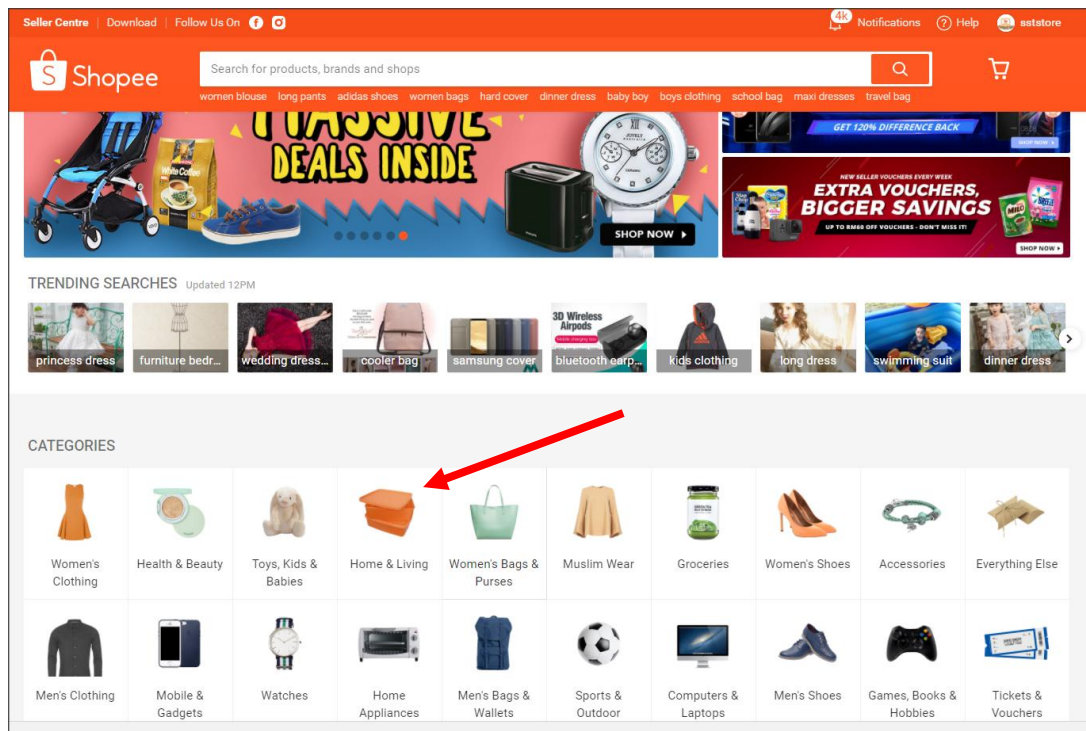 Seller Centre | Download | Follow Us On
4k
Notifications
Help
sststore
S
Shopee
Search for products, brands and shops
women blouse long pants adidas shoes women bags hard cover dinner dress baby boy boys clothing school bag maxi dresses travel bag
MASSIVE
DEALS INSIDE
White Coffee
SHOP NOW
GET 120% DIFFERENCE BACK
SHOP NOW
NEW SELLER VOUCHERS EVERY WEEK
EXTRA VOUCHERS,
BIGGER SAVINGS
UP TO RM60 OFF VOUCHERS - DON'T MISS IT!
MILO
SHOP NOW
TRENDING SEARCHES Updated 12PM
3D Wireless
Airpods
princess dress
furniture bedr...
wedding dress...
cooler bag
samsung cover
bluetooth earp...
kids clothing
long dress
swimming suit
dinner dress
CATEGORIES
Women's
Clothing
Health & Beauty
Toys, Kids &
Babies
Home & Living
Women's Bags &
Purses
Muslim Wear
Groceries
Women's Shoes
Accessories
Everything Else
Men's Clothing
Mobile &
Gadgets
Watches
Home
Appliances
Men's Bags &
Wallets
Sports &
Outdoor
Computers &
Laptops
Men's Shoes
Games, Books &
Hobbies
Tickets &
Vouchers